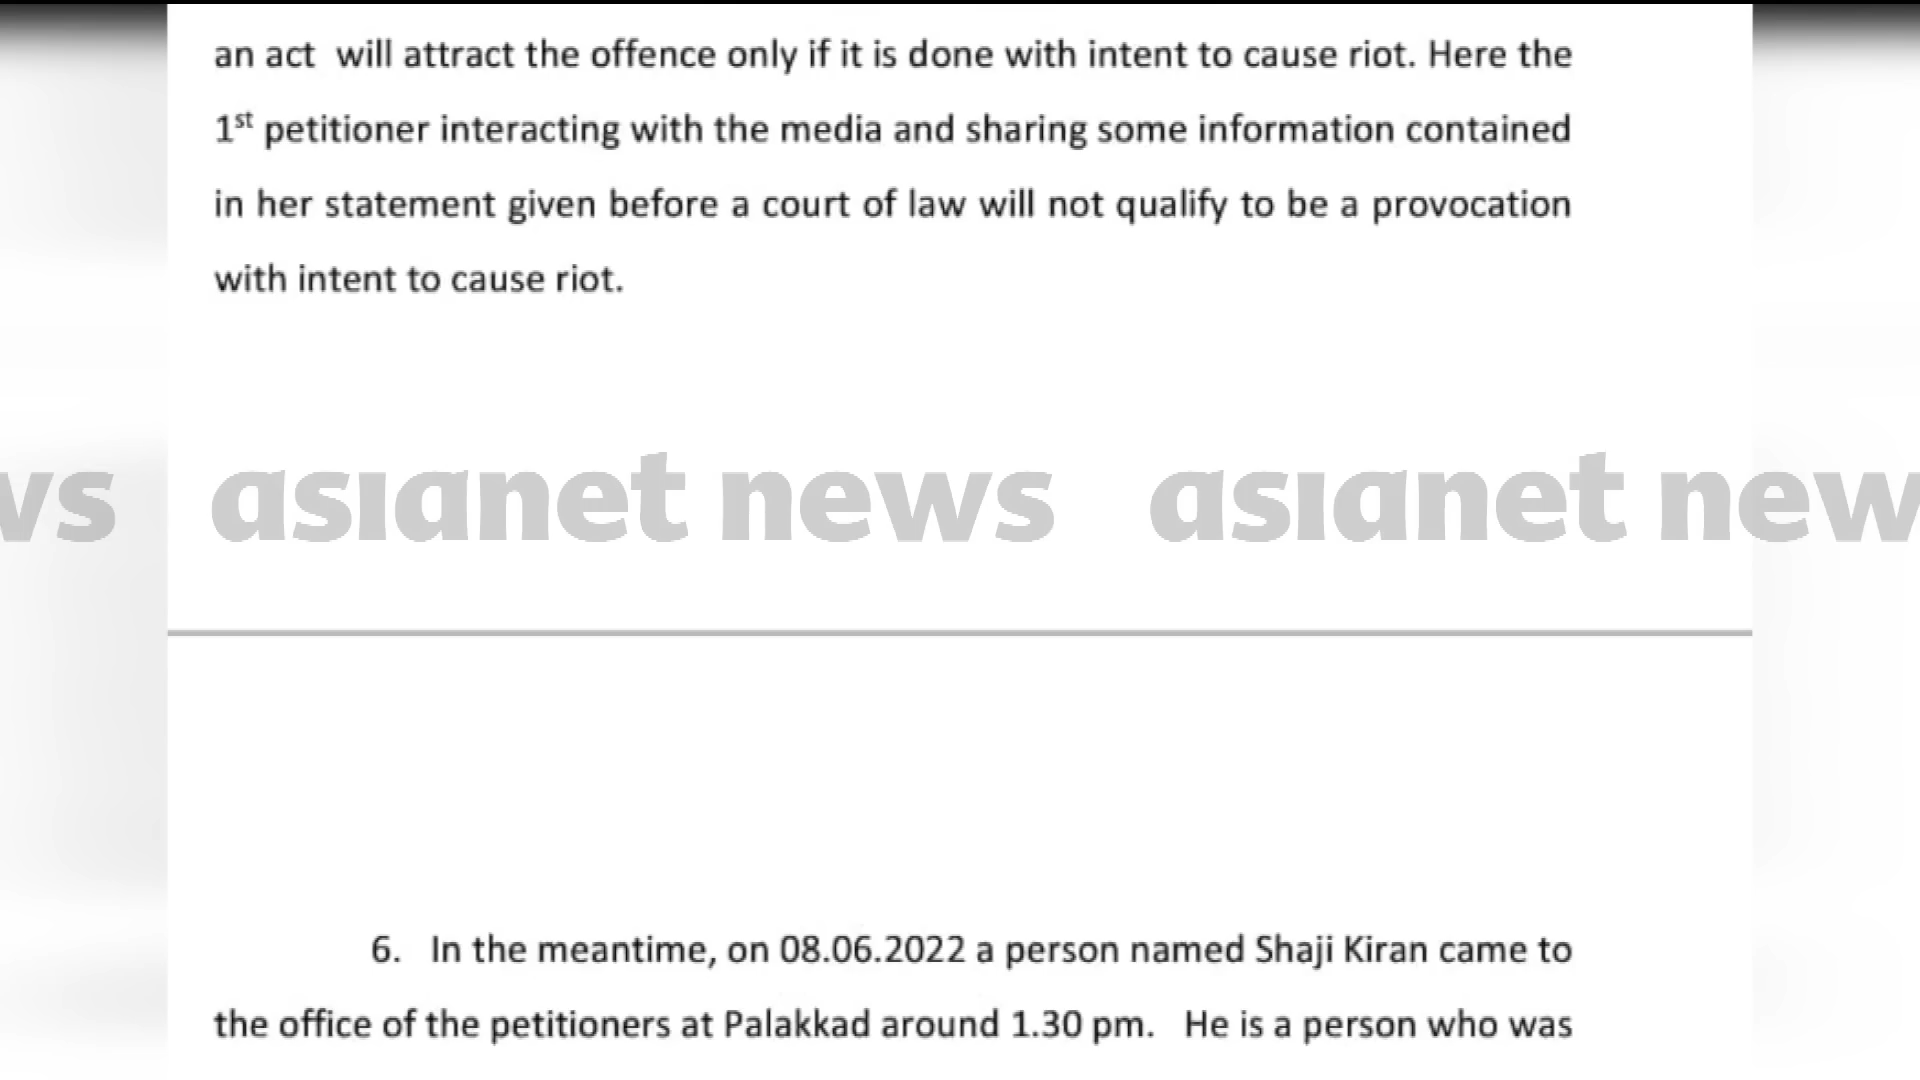 an act will attract the offence only if it is done with intent to cause riot. Here the
1st petitioner interacting with the media and sharing some information contained
in her statement given before a court of law will not qualify to be a provocation
with intent to cause riot.
ws asianet news asianet new
6. In the meantime, on 08.06.2022 a person named Shaji Kiran came to
the office of the petitioners at Palakkad around 1.30 pm. He is a person who was